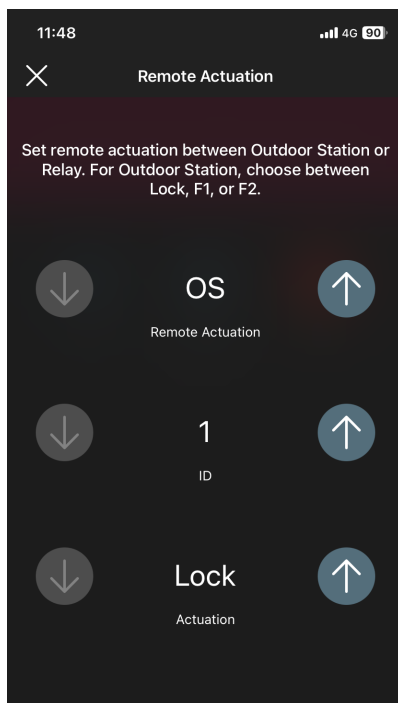 11:48
4G 90
Remote Actuation
Set remote actuation between Outdoor Station or
Relay. For Outdoor Station, choose between
Lock, F1, or F2.
OS
Remote Actuation
1
ID
Lock
Actuation